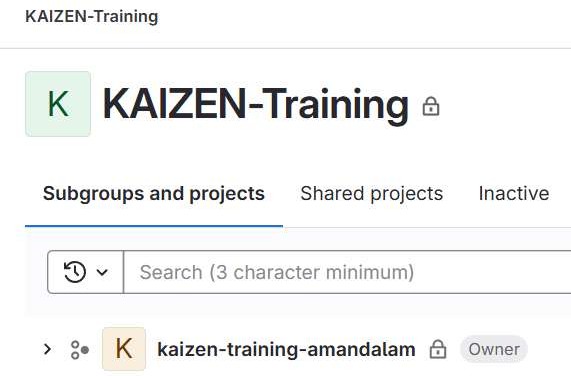 KAIZEN-Training
K
KAIZEN-Training
Subgroups and projects Shared projects Inactive
Search (3 character minimum)
K kaizen-training-amandalam Owner